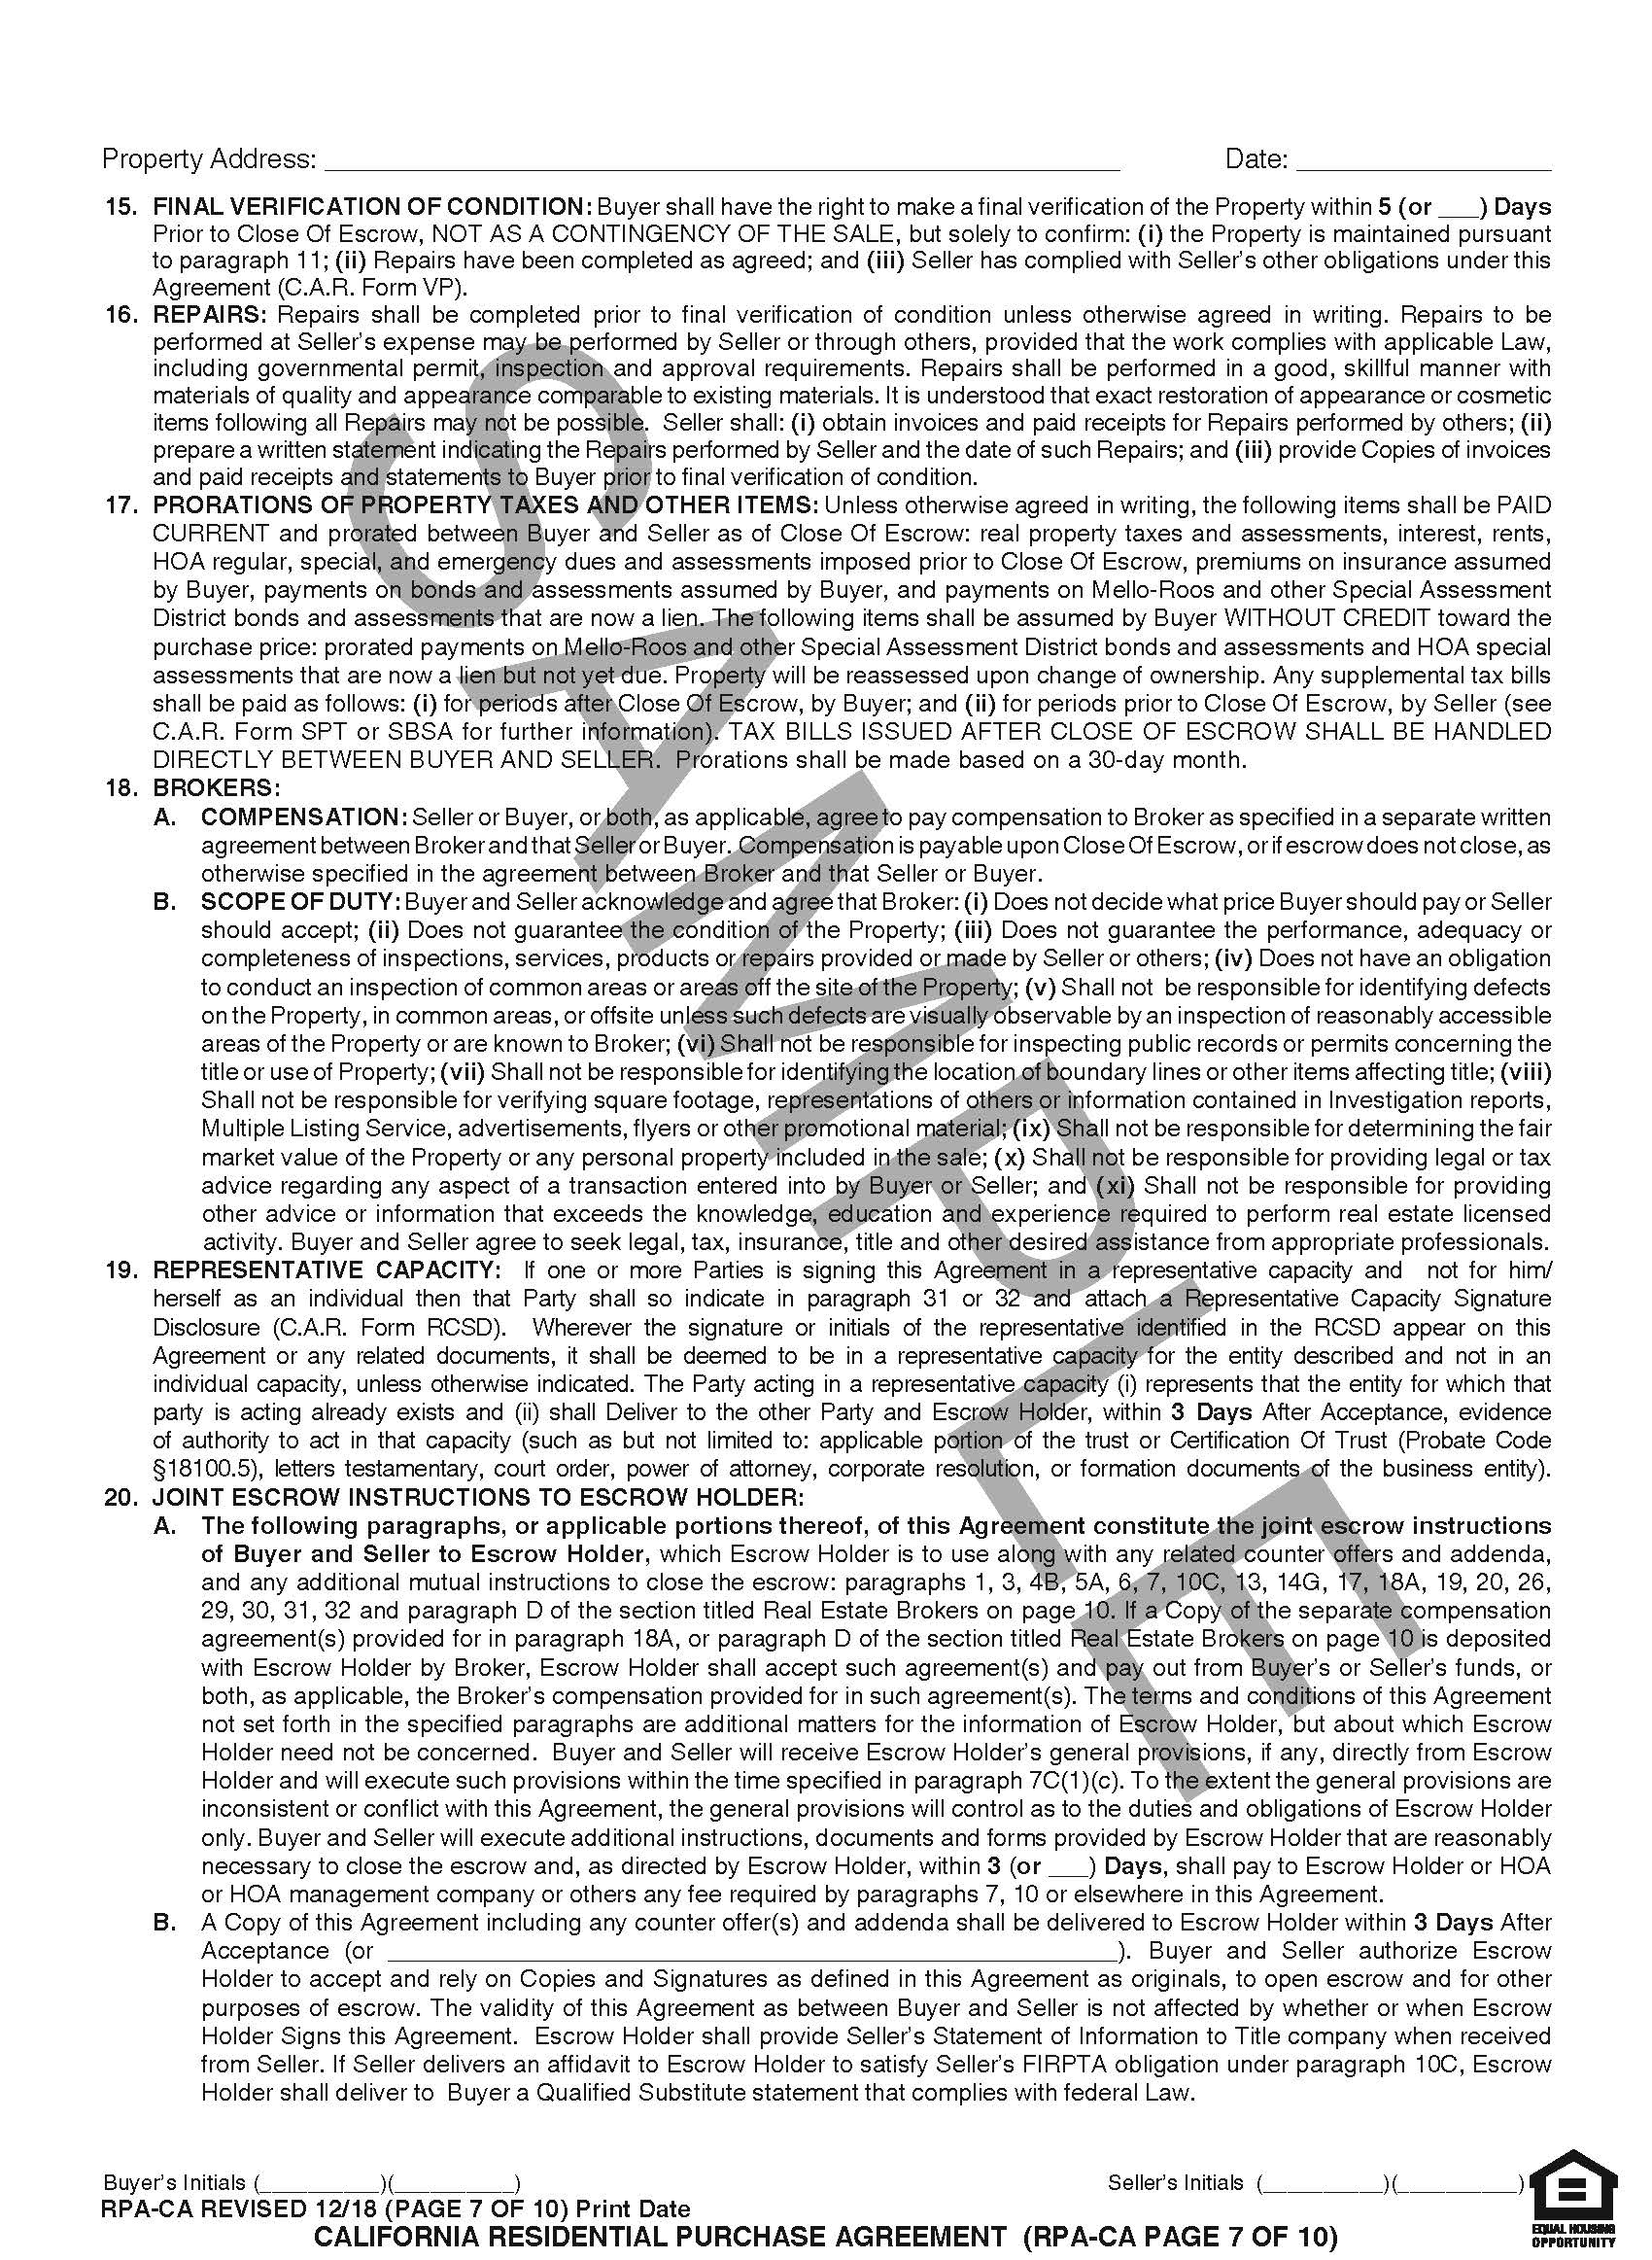 Property Address: ______ Date: ______
15. FINAL VERIFICATION OF CONDITION: Buyer shall have the right to make a final verification of the Property within 5 (or ___) Days
Prior to Close Of Escrow, NOT AS A CONTINGENCY OF THE SALE, but solely to confirm: (i) the Property is maintained pursuant
to paragraph 11; (ii) Repairs have been completed as agreed; and (iii) Seller has complied with Seller's other obligations under this
Agreement (C.A.R. Form VP).
16. REPAIRS: Repairs shall be completed prior to final verification of condition unless otherwise agreed in writing. Repairs to be
performed at Seller's expense may be performed by Seller or through others, provided that the work complies with applicable Law,
including governmental permit, inspection and approval requirements. Repairs shall be performed in a good, skillful manner with
materials of quality and appearance comparable to existing materials. It is understood that exact restoration of appearance or cosmetic
items following all Repairs may not be possible. Seller shall: (i) obtain invoices and paid receipts for Repairs performed by others; (ii)
prepare a written statement indicating the Repairs performed by Seller and the date of such Repairs; and (iii) provide Copies of invoices
and paid receipts and statements to Buyer prior to final verification of condition.
17. PRORATIONS OF PROPERTY TAXES AND OTHER ITEMS: Unless otherwise agreed in writing, the following items shall be PAID
CURRENT and prorated between Buyer and Seller as of Close Of Escrow: real property taxes and assessments, interest, rents,
HOA regular, special, and emergency dues and assessments imposed prior to Close Of Escrow, premiums on insurance assumed
by Buyer, payments on bonds and assessments assumed by Buyer, and payments on Mello-Roos and other Special Assessment
District bonds and assessments that are now a lien. The following items shall be assumed by Buyer WITHOUT CREDIT toward the
purchase price: prorated payments on Mello-Roos and other Special Assessment District bonds and assessments and HOA special
assessments that are now a lien but not yet due. Property will be reassessed upon change of ownership. Any supplemental tax bills
shall be paid as follows: (i) for periods after Close Of Escrow, by Buyer; and (ii) for periods prior to Close Of Escrow, by Seller (see
C.A.R. Form SPT or SBSA for further information). TAX BILLS ISSUED AFTER CLOSE OF ESCROW SHALL BE HANDLED
DIRECTLY BETWEEN BUYER AND SELLER. Prorations shall be made based on a 30-day month.
18. BROKERS:
A. COMPENSATION: Seller or Buyer, or both, as applicable, agree to pay compensation to Broker as specified in a separate written
agreement between Broker and that Seller or Buyer. Compensation is payable upon Close Of Escrow, or if escrow does not close, as
otherwise specified in the agreement between Broker and that Seller or Buyer.
B. SCOPE OF DUTY: Buyer and Seller acknowledge and agree that Broker: (i) Does not decide what price Buyer should pay or Seller
should accept; (ii) Does not guarantee the condition of the Property; (iii) Does not guarantee the performance, adequacy or
completeness of inspections, services, products or repairs provided or made by Seller or others; (iv) Does not have an obligation
to conduct an inspection of common areas or areas off the site of the Property; (v) Shall not be responsible for identifying defects
on the Property, in common areas, or offsite unless such defects are visually observable by an inspection of reasonably accessible
areas of the Property or are known to Broker; (vi) Shall not be responsible for inspecting public records or permits concerning the
title or use of Property; (vii) Shall not be responsible for identifying the location of boundary lines or other items affecting title; (viii)
Shall not be responsible for verifying square footage, representations of others or information contained in Investigation reports,
Multiple Listing Service, advertisements, flyers or other promotional material; (ix) Shall not be responsible for determining the fair
market value of the Property or any personal property included in the sale; (x) Shall not be responsible for providing legal or tax
advice regarding any aspect of a transaction entered into by Buyer or Seller; and (xi) Shall not be responsible for providing
other advice or information that exceeds the knowledge, education and experience required to perform real estate licensed
activity. Buyer and Seller agree to seek legal, tax, insurance, title and other desired assistance from appropriate professionals.
19. REPRESENTATIVE CAPACITY: If one or more Parties is signing this Agreement in a representative capacity and not for him/
herself as an individual then that Party shall so indicate in paragraph 31 or 32 and attach a Representative Capacity Signature
Disclosure (C.A.R. Form RCSD). Wherever the signature or initials of the representative identified in the RCSD appear on this
Agreement or any related documents, it shall be deemed to be in a representative capacity for the entity described and not in an
individual capacity, unless otherwise indicated. The Party acting in a representative capacity (i) represents that the entity for which that
party is acting already exists and (ii) shall Deliver to the other Party and Escrow Holder, within 3 Days After Acceptance, evidence
of authority to act in that capacity (such as but not limited to: applicable portion of the trust or Certification Of Trust (Probate Code
§18100.5), letters testamentary, court order, power of attorney, corporate resolution, or formation documents of the business entity).
20. JOINT ESCROW INSTRUCTIONS TO ESCROW HOLDER:
A. The following paragraphs, or applicable portions thereof, of this Agreement constitute the joint escrow instructions
of Buyer and Seller to Escrow Holder, which Escrow Holder is to use along with any related counter offers and addenda,
and any additional mutual instructions to close the escrow: paragraphs 1, 3, 4B, 5A, 6, 7, 10C, 13, 14G, 17, 18A, 19, 20, 26,
29, 30, 31, 32 and paragraph D of the section titled Real Estate Brokers on page 10. If a Copy of the separate compensation
agreement(s) provided for in paragraph 18A, or paragraph D of the section titled Real Estate Brokers on page 10 is deposited
with Escrow Holder by Broker, Escrow Holder shall accept such agreement(s) and pay out from Buyer's or Seller's funds, or
both, as applicable, the Broker's compensation provided for in such agreement(s). The terms and conditions of this Agreement
not set forth in the specified paragraphs are additional matters for the information of Escrow Holder, but about which Escrow
Holder need not be concerned. Buyer and Seller will receive Escrow Holder's general provisions, if any, directly from Escrow
Holder and will execute such provisions within the time specified in paragraph 7C(1)(c). To the extent the general provisions are
inconsistent or conflict with this Agreement, the general provisions will control as to the duties and obligations of Escrow Holder
only. Buyer and Seller will execute additional instructions, documents and forms provided by Escrow Holder that are reasonably
necessary to close the escrow and, as directed by Escrow Holder, within 3 (or ___) Days, shall pay to Escrow Holder or HOA
or HOA management company or others any fee required by paragraphs 7, 10 or elsewhere in this Agreement.
B. A Copy of this Agreement including any counter offer(s) and addenda shall be delivered to Escrow Holder within 3 Days After
Acceptance (or ______). Buyer and Seller authorize Escrow
Holder to accept and rely on Copies and Signatures as defined in this Agreement as originals, to open escrow and for other
purposes of escrow. The validity of this Agreement as between Buyer and Seller is not affected by whether or when Escrow
Holder Signs this Agreement. Escrow Holder shall provide Seller's Statement of Information to Title company when received
from Seller. If Seller delivers an affidavit to Escrow Holder to satisfy Seller's FIRPTA obligation under paragraph 10C, Escrow
Holder shall deliver to Buyer a Qualified Substitute statement that complies with federal Law.
SAMPLE
Buyer's Initials (______)(______) Seller's Initials (______)(______)
RPA-CA REVISED 12/18 (PAGE 7 OF 10) Print Date
CALIFORNIA RESIDENTIAL PURCHASE AGREEMENT (RPA-CA PAGE 7 OF 10)
EQUAL HOUSING
OPPORTUNITY